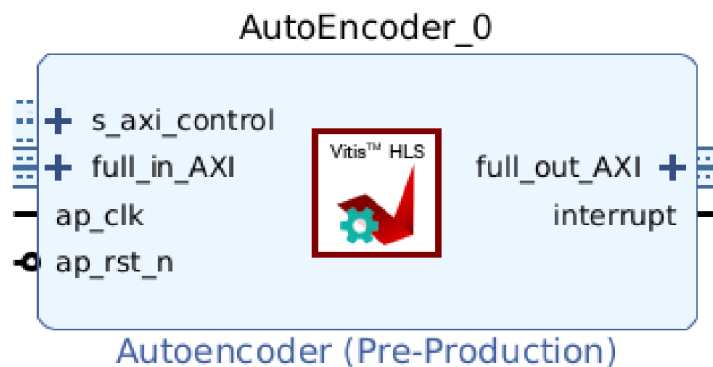 AutoEncoder_0
s_axi_control
full_in_AXI
ap_clk
ap_rst_n
Vitis™ HLS
full_out_AXI
interrupt
Autoencoder (Pre-Production)